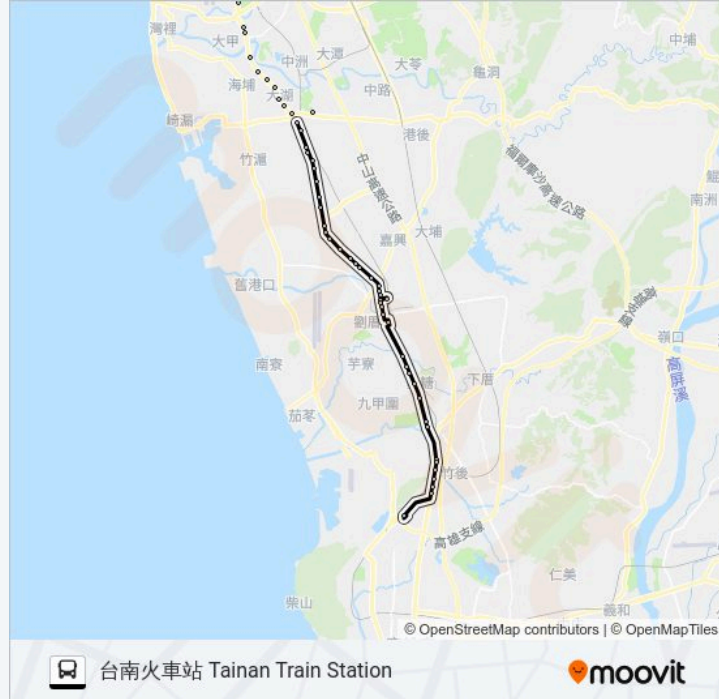 灣裡
大甲
大潭
中埔
中洲
大苓
海埔
龜洞
中路
大湖
崎漏
港後
竹滬
中山高速公路
福爾摩沙高速公路
南洲
大埔
嘉興
舊港口
劉厝
嶺口
南寮
芋寮
高屏溪
下厝
九甲圍
茄苳
竹後
高雄支線
仁美
柴山
義和
© OpenStreetMap contributors | © OpenMapTiles
台南火車站 Tainan Train Station
moovit